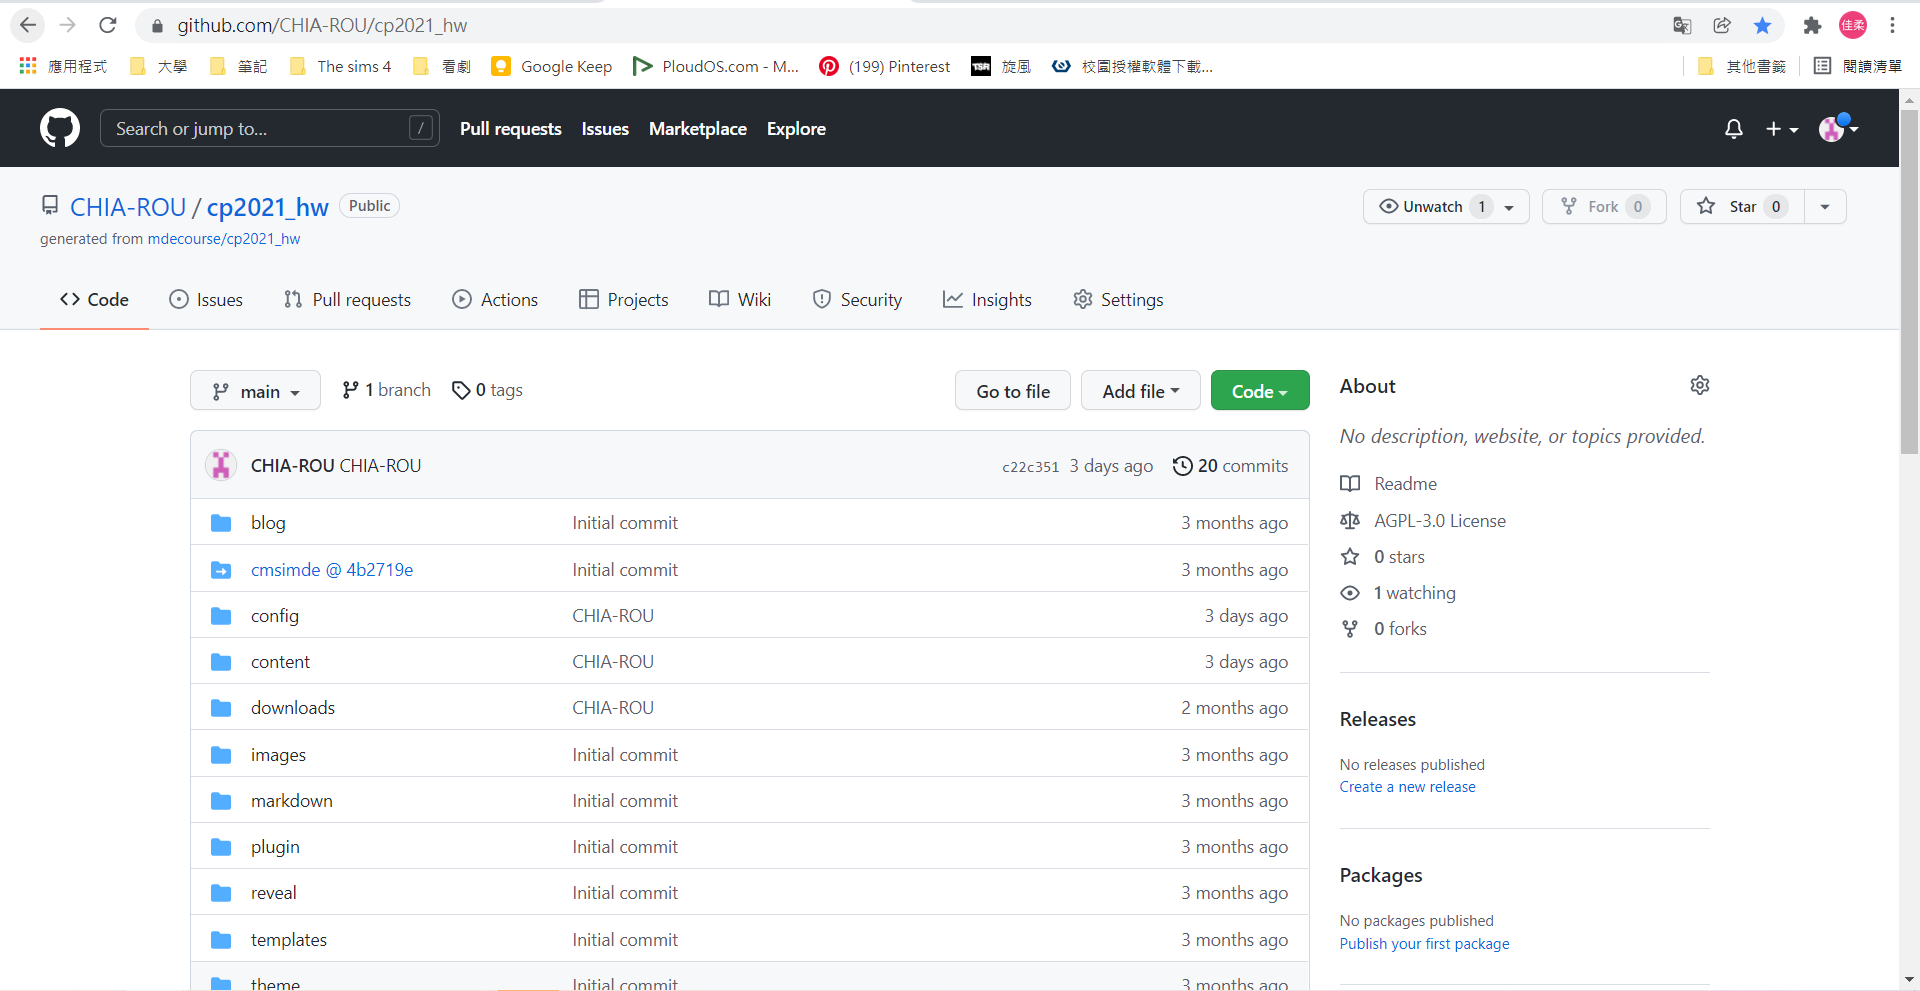 github.com/CHIA-ROU/cp2021_hw 佳柔
應用程式 大學 筆記 The sims 4 看劇 Google Keep PloudOS.com - M... (199) Pinterest TSR 旋風 校園授權軟體下載... 其他書籤 閱讀清單
Search or jump to... / Pull requests Issues Marketplace Explore
CHIA-ROU / cp2021_hw Public Unwatch 1 Fork 0 Star 0
generated from mdecourse/cp2021_hw
Code Issues Pull requests Actions Projects Wiki Security Insights Settings
main 1 branch 0 tags Go to file Add file Code
CHIA-ROU CHIA-ROU c22c351 3 days ago 20 commits
blog Initial commit 3 months ago
cmsimde @ 4b2719e Initial commit 3 months ago
config CHIA-ROU 3 days ago
content CHIA-ROU 3 days ago
downloads CHIA-ROU 2 months ago
images Initial commit 3 months ago
markdown Initial commit 3 months ago
plugin Initial commit 3 months ago
reveal Initial commit 3 months ago
templates Initial commit 3 months ago
theme Initial commit 3 months ago
About
No description, website, or topics provided.
Readme
AGPL-3.0 License
0 stars
1 watching
0 forks
Releases
No releases published
Create a new release
Packages
No packages published
Publish your first package